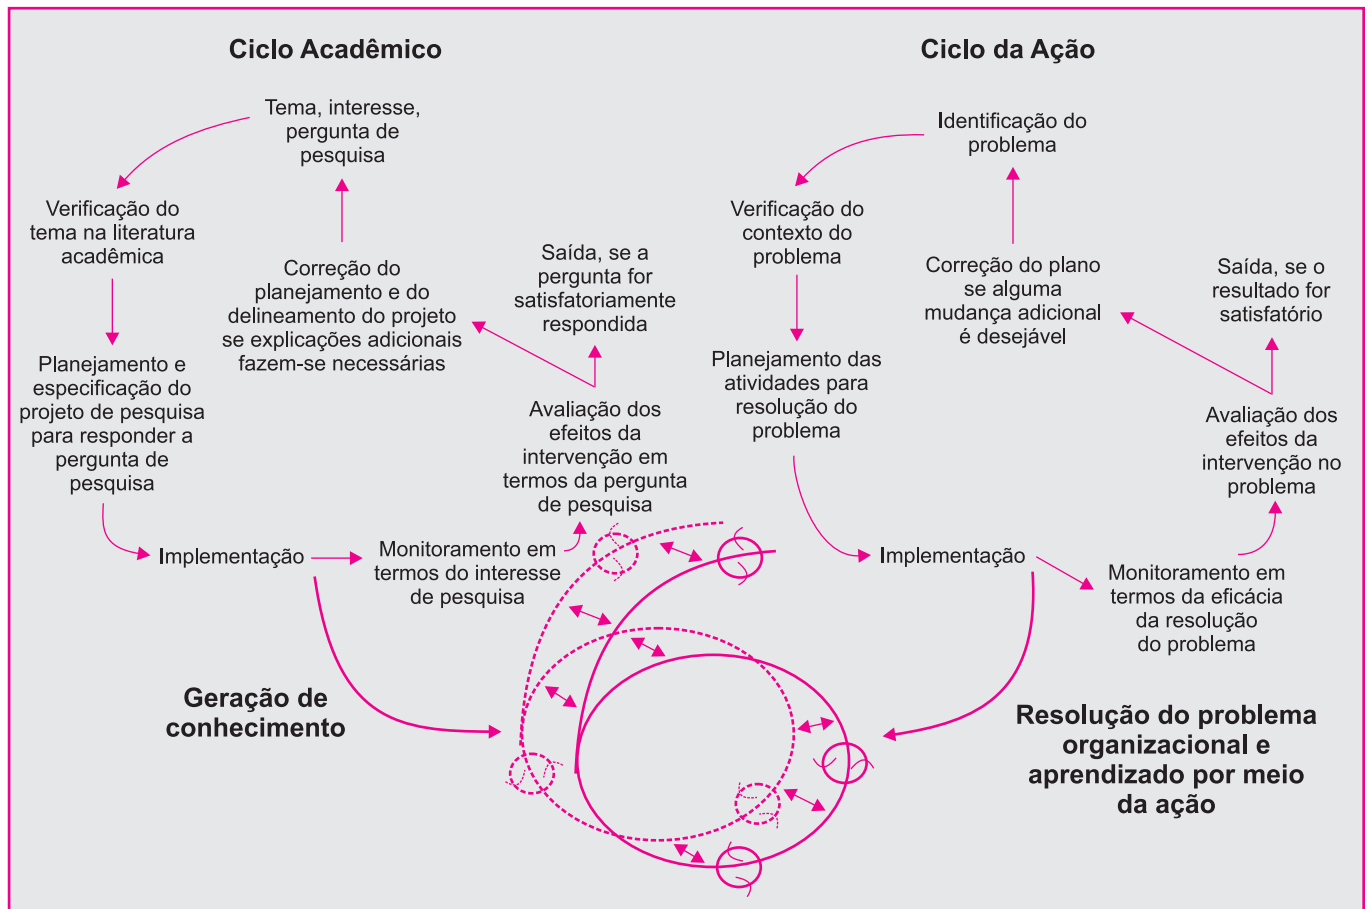 Ciclo Acadêmico
Tema, interesse,
pergunta de
pesquisa
Verificação do
tema na literatura
acadêmica
Planejamento e
especificação do
projeto de pesquisa
para responder a
pergunta de
pesquisa
Implementação
Monitoramento em
termos do interesse
de pesquisa
Avaliação dos
efeitos da
intervenção em
termos da pergunta
de pesquisa
Saída, se a
pergunta for
satisfatoriamente
respondida
Correção do
planejamento e do
delineamento do projeto
se explicações adicionais
fazem-se necessárias
Geração de
conhecimento
Ciclo da Ação
Identificação do
problema
Verificação do
contexto do
problema
Planejamento das
atividades para
resolução do
problema
Implementação
Monitoramento em
termos da eficácia
da resolução
do problema
Avaliação dos
efeitos da
intervenção no
problema
Saída, se o
resultado for
satisfatório
Correção do plano
se alguma
mudança adicional
é desejável
Resolução do problema
organizacional e
aprendizado por meio
da ação